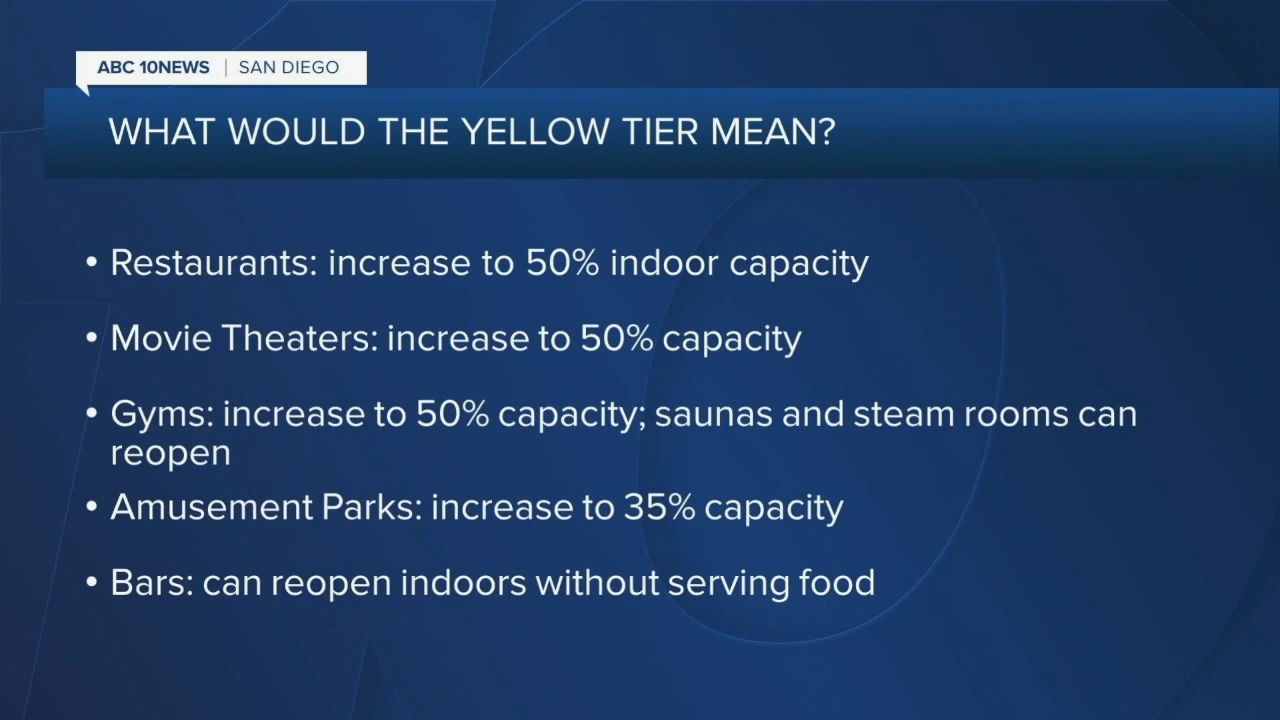 ABC 10NEWS | SAN DIEGO
WHAT WOULD THE YELLOW TIER MEAN?
• Restaurants: increase to 50% indoor capacity
• Movie Theaters: increase to 50% capacity
• Gyms: increase to 50% capacity; saunas and steam rooms can
reopen
• Amusement Parks: increase to 35% capacity
• Bars: can reopen indoors without serving food